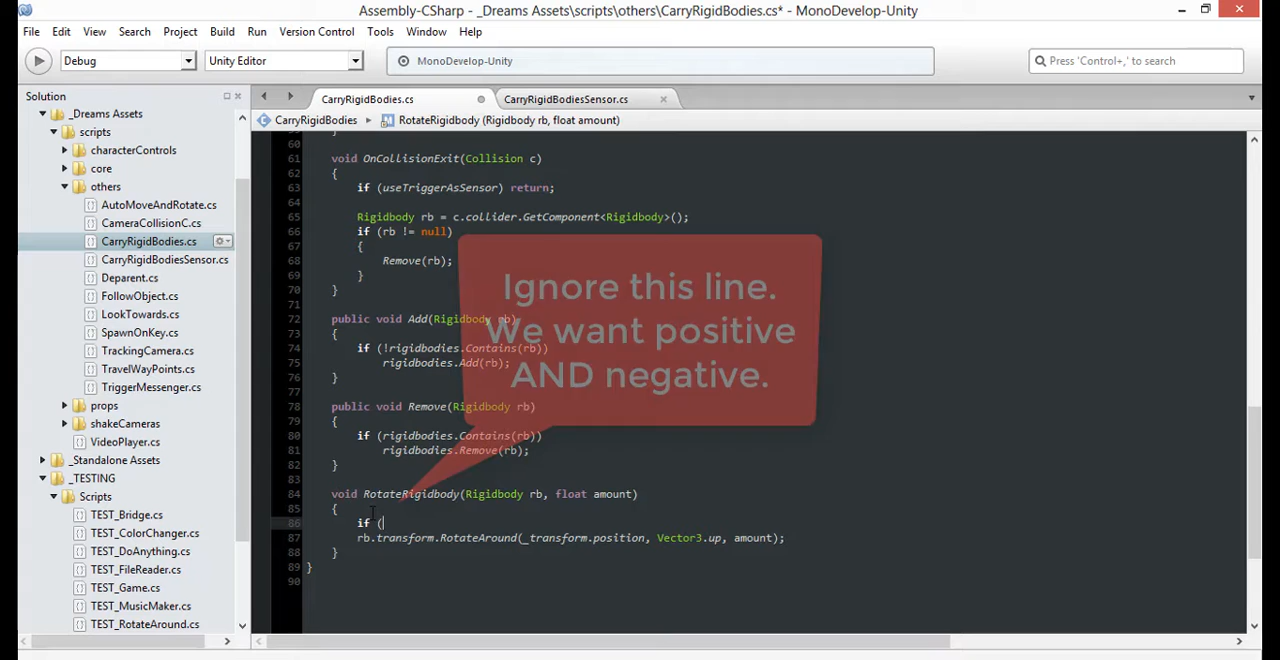 Assembly-CSharp - _Dreams Assets\scripts\others\CarryRigidBodies.cs* - MonoDevelop-Unity
File Edit View Search Project Build Run Version Control Tools Window Help
Debug Unity Editor MonoDevelop-Unity Press 'Control+,' to search
Solution
_Dreams Assets
scripts
characterControls
core
others
AutoMoveAndRotate.cs
CameraCollisionC.cs
CarryRigidBodies.cs
CarryRigidBodiesSensor.cs
Deparent.cs
FollowObject.cs
LookTowards.cs
SpawnOnKey.cs
TrackingCamera.cs
TravelWayPoints.cs
TriggerMessenger.cs
props
shakeCameras
VideoPlayer.cs
_Standalone Assets
_TESTING
Scripts
TEST_Bridge.cs
TEST_ColorChanger.cs
TEST_DoAnything.cs
TEST_FileReader.cs
TEST_Game.cs
TEST_MusicMaker.cs
TEST_RotateAround.cs
CarryRigidBodies.cs CarryRigidBodiesSensor.cs
CarryRigidBodies RotateRigidbody (Rigidbody rb, float amount)
60
61 void OnCollisionExit(Collision c)
62 {
63 if (useTriggerAsSensor) return;
64
65 Rigidbody rb = c.collider.GetComponent<Rigidbody>();
66 if (rb != null)
67 {
68 Remove(rb);
69 }
70 }
71
72 public void Add(Rigidbody rb)
73 {
74 if (!rigidbodies.Contains(rb))
75 rigidbodies.Add(rb);
76 }
77
78 public void Remove(Rigidbody rb)
79 {
80 if (rigidbodies.Contains(rb))
81 rigidbodies.Remove(rb);
82 }
83
84 void RotateRigidbody(Rigidbody rb, float amount)
85 {
86 if (
87 rb.transform.RotateAround(_transform.position, Vector3.up, amount);
88 }
89 }
90
Ignore this line.
We want positive
AND negative.